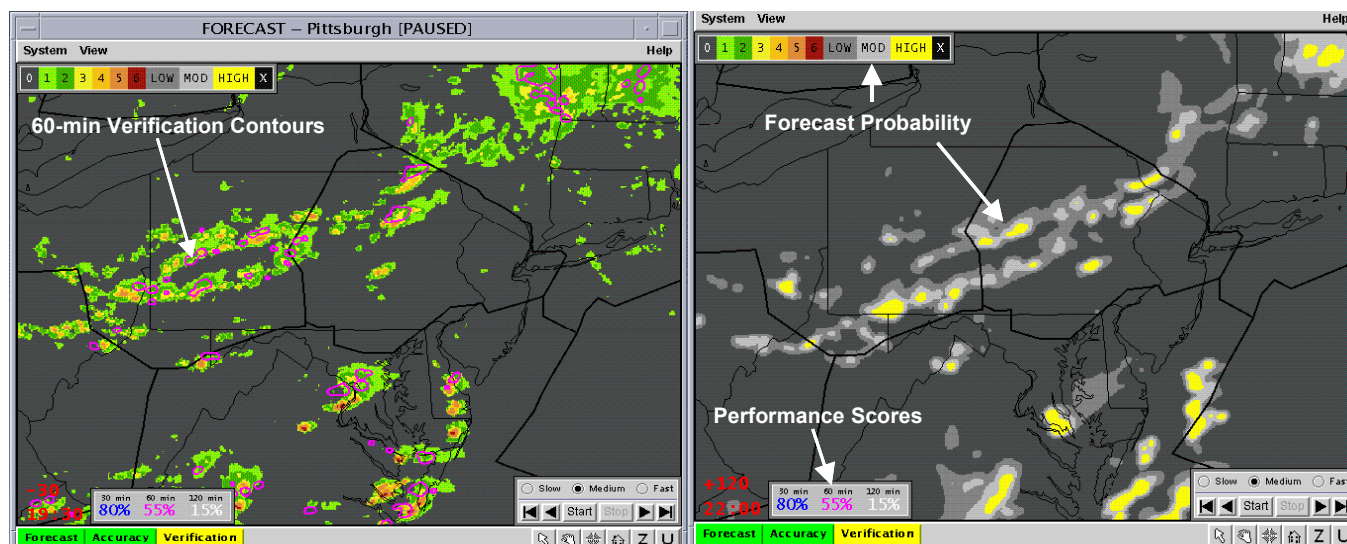 FORECAST – Pittsburgh [PAUSED]
System View Help
0 1 2 3 4 5 6 LOW MOD HIGH X
60-min Verification Contours
-30
19:30
30 min 60 min 120 min
80% 55% 15%
Slow Medium Fast
Start Stop
Forecast Accuracy Verification
Z U
System View Help
0 1 2 3 4 5 6 LOW MOD HIGH X
Forecast Probability
Performance Scores
+120
22:00
30 min 60 min 120 min
80% 55% 15%
Slow Medium Fast
Start Stop
Forecast Accuracy Verification
Z U